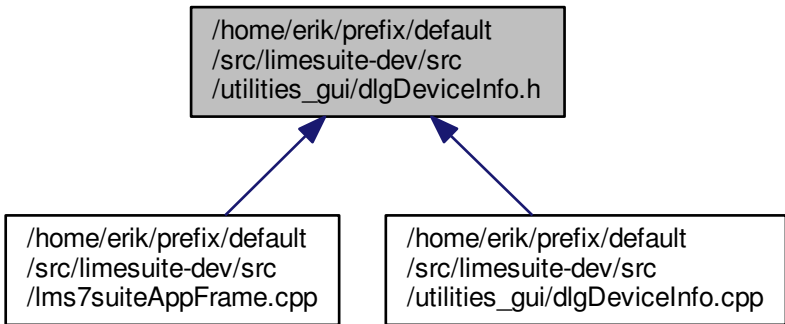 /home/erik/prefix/default
/src/limesuite-dev/src
/utilities_gui/dlgDeviceInfo.h
/home/erik/prefix/default
/src/limesuite-dev/src
/lms7suiteAppFrame.cpp
/home/erik/prefix/default
/src/limesuite-dev/src
/utilities_gui/dlgDeviceInfo.cpp